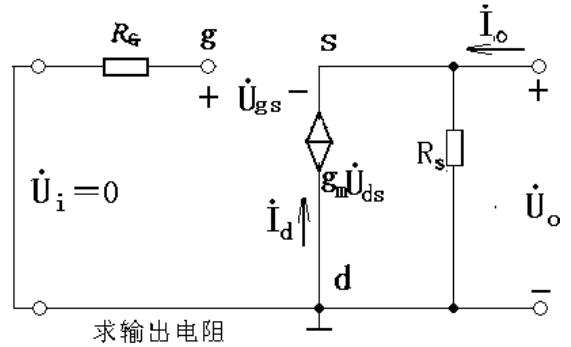 R_G
g
s
İ_o
+
U̇_gs
−
+
R_s
U̇_i=0
g_mU̇_ds
İ_d
U̇_o
d
−
求输出电阻